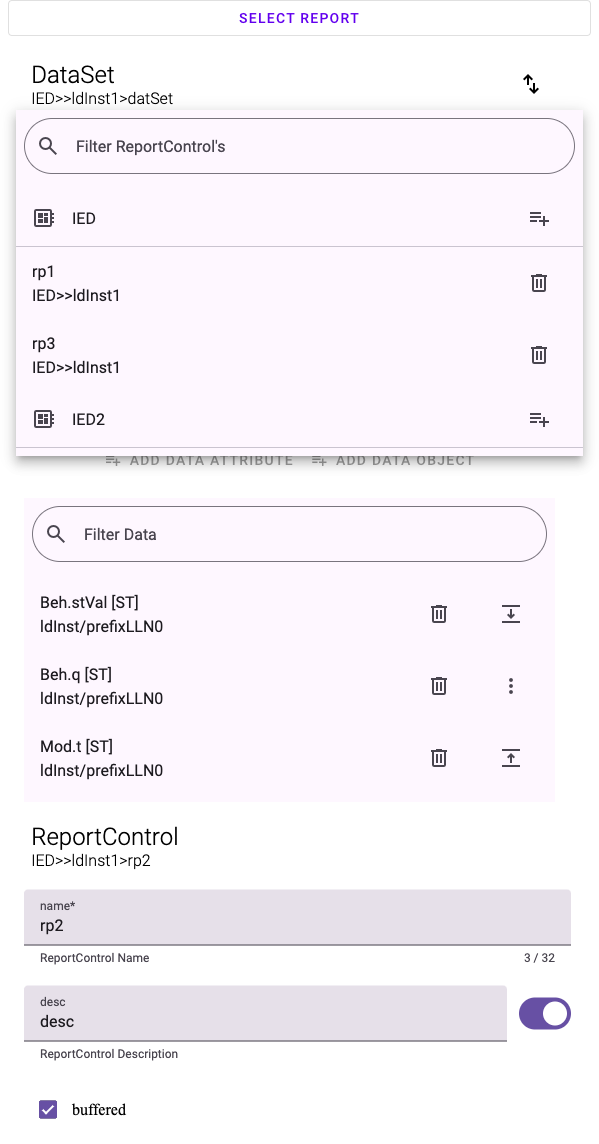 SELECT REPORT
DataSet
IED>>ldInst1>datSet
Filter ReportControl's
IED
rp1
IED>>ldInst1
rp3
IED>>ldInst1
IED2
ADD DATA ATTRIBUTE ADD DATA OBJECT
Filter Data
Beh.stVal [ST]
ldInst/prefixLLN0
Beh.q [ST]
ldInst/prefixLLN0
Mod.t [ST]
ldInst/prefixLLN0
ReportControl
IED>>ldInst1>rp2
name*
rp2
ReportControl Name 3 / 32
desc
desc
ReportControl Description
buffered